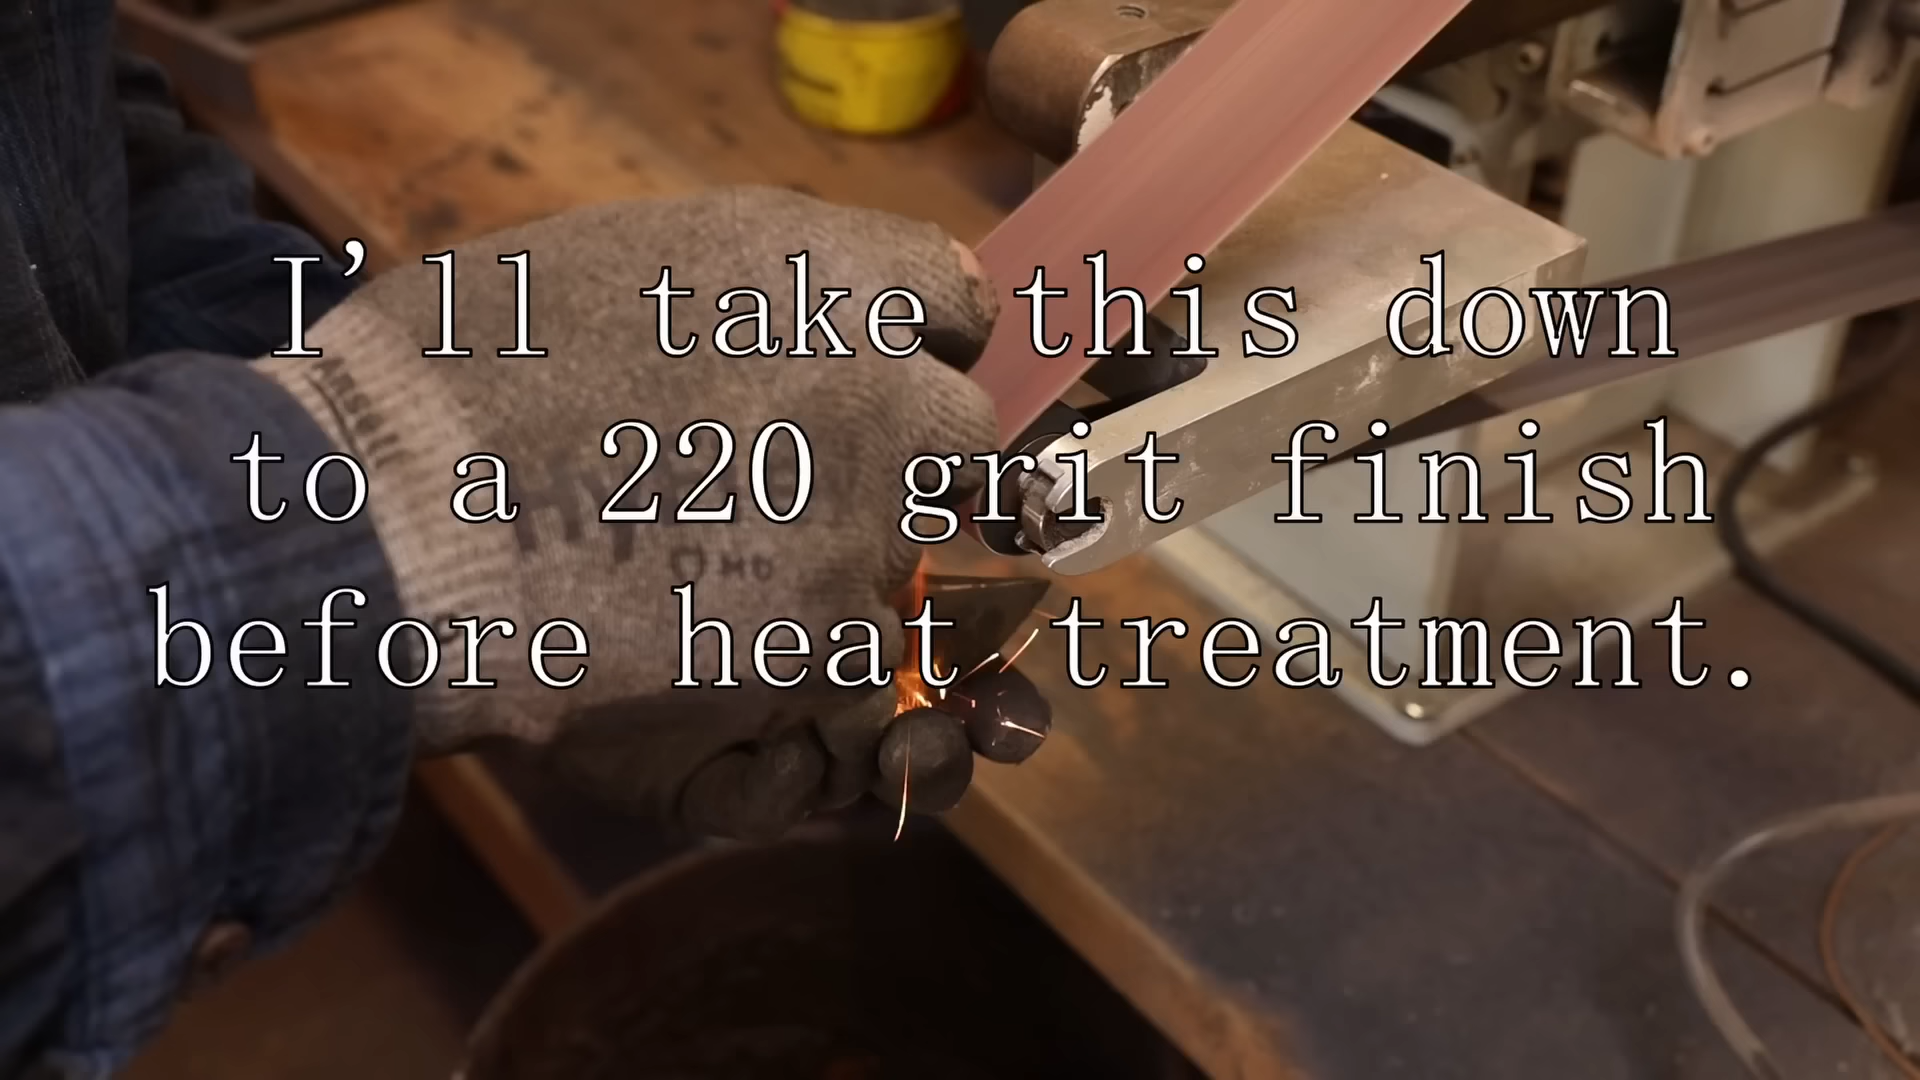 I'll take this down
to a 220 grit finish
before heat treatment.